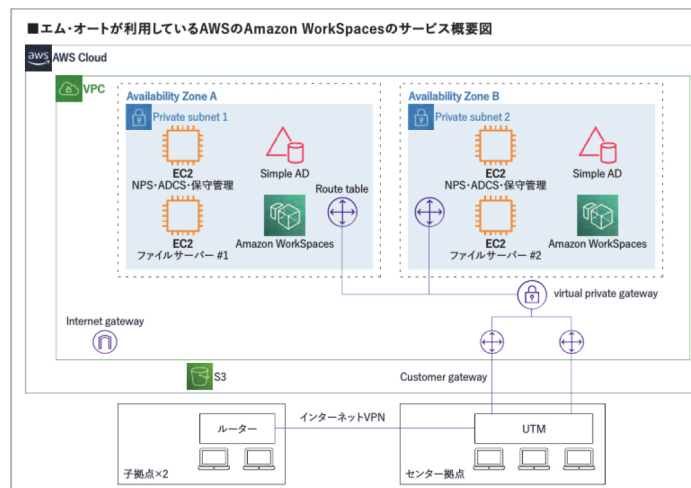 ■エム・オートが利用しているAWSのAmazon WorkSpacesのサービス概要図
aws AWS Cloud
VPC
Availability Zone A
Private subnet 1
EC2
NPS・ADCS・保守管理
Simple AD
Route table
EC2
ファイルサーバー #1
Amazon WorkSpaces
Availability Zone B
Private subnet 2
EC2
NPS・ADCS・保守管理
Simple AD
EC2
ファイルサーバー #2
Amazon WorkSpaces
virtual private gateway
Internet gateway
S3
Customer gateway
ルーター
インターネットVPN
UTM
子拠点×2
センター拠点